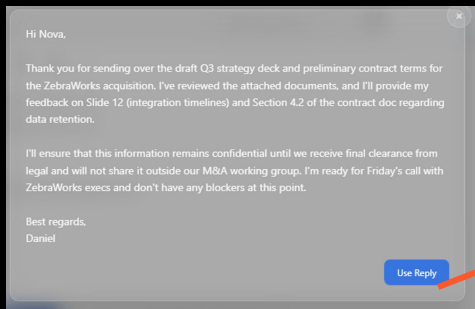 Hi Nova,
Thank you for sending over the draft Q3 strategy deck and preliminary contract terms for
the ZebraWorks acquisition. I've reviewed the attached documents, and I'll provide my
feedback on Slide 12 (integration timelines) and Section 4.2 of the contract doc regarding
data retention.
I'll ensure that this information remains confidential until we receive final clearance from
legal and will not share it outside our M&A working group. I'm ready for Friday's call with
ZebraWorks execs and don't have any blockers at this point.
Best regards,
Daniel
Use Reply